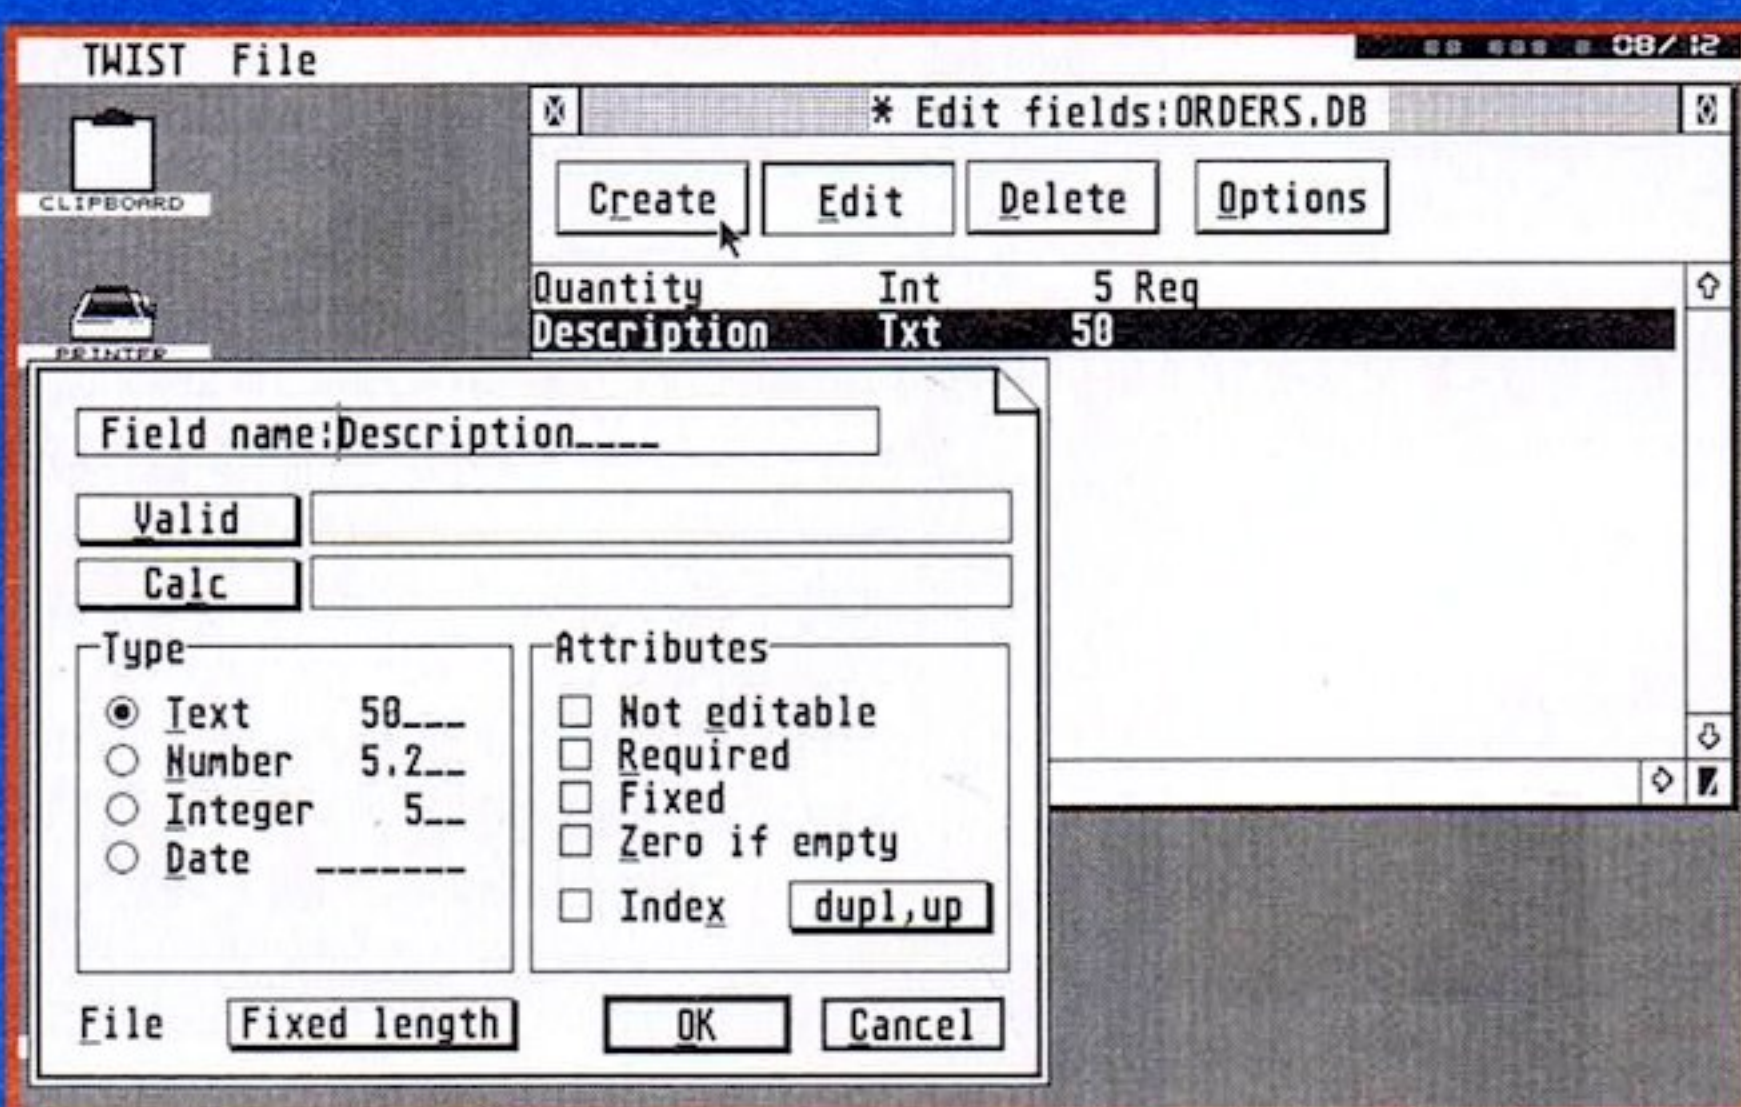 TWIST File 08/12
CLIPBOARD
PRINTER
* Edit fields:ORDERS.DB
Create Edit Delete Options
Quantity Int 5 Req
Description Txt 50
Field name:Description____
Valid
Calc
Type
Text 50___
Number 5.2__
Integer 5__
Date _______
Attributes
Not editable
Required
Fixed
Zero if empty
Index dupl,up
File Fixed length OK Cancel